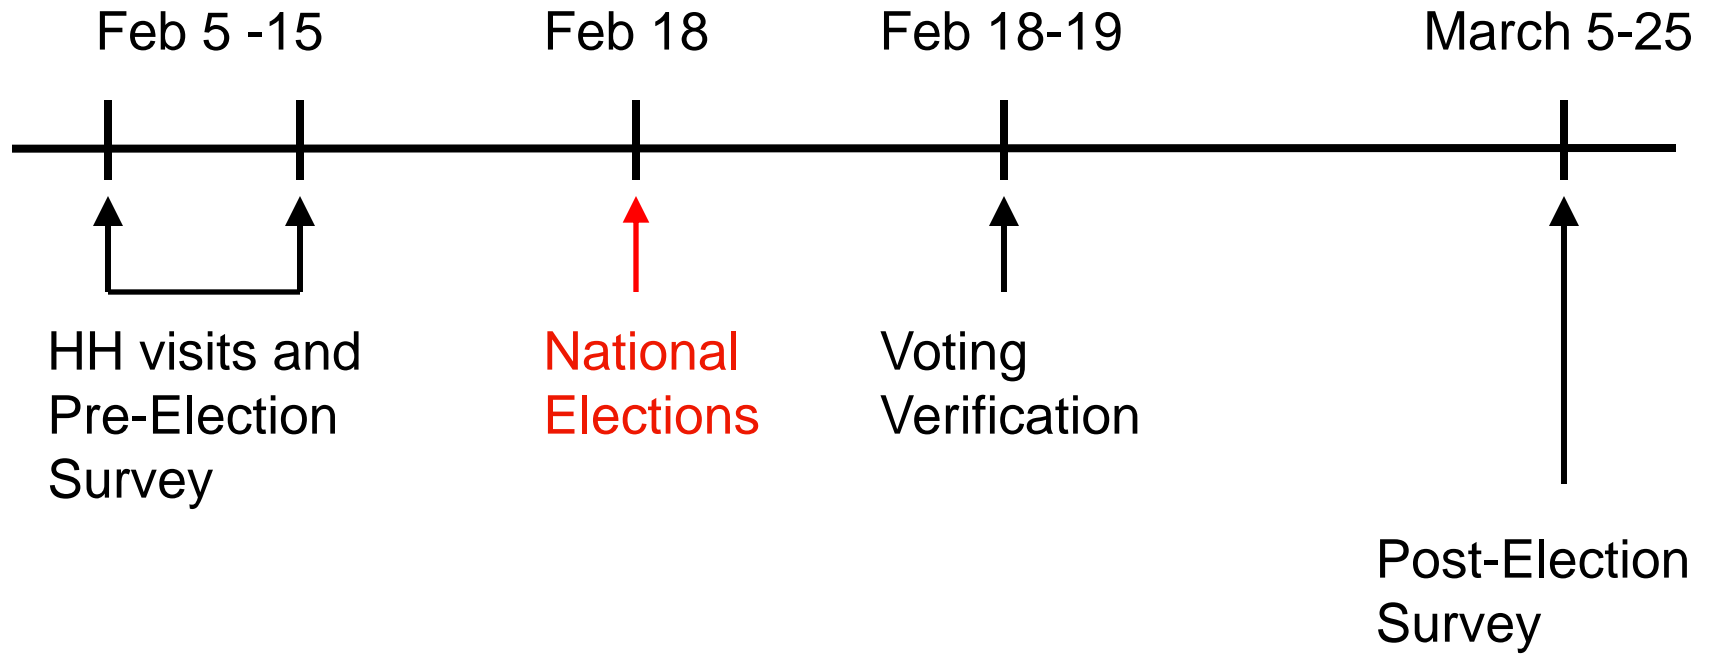 Feb 5 -15
Feb 18
Feb 18-19
March 5-25
HH visits and
Pre-Election
Survey
National
Elections
Voting
Verification
Post-Election
Survey